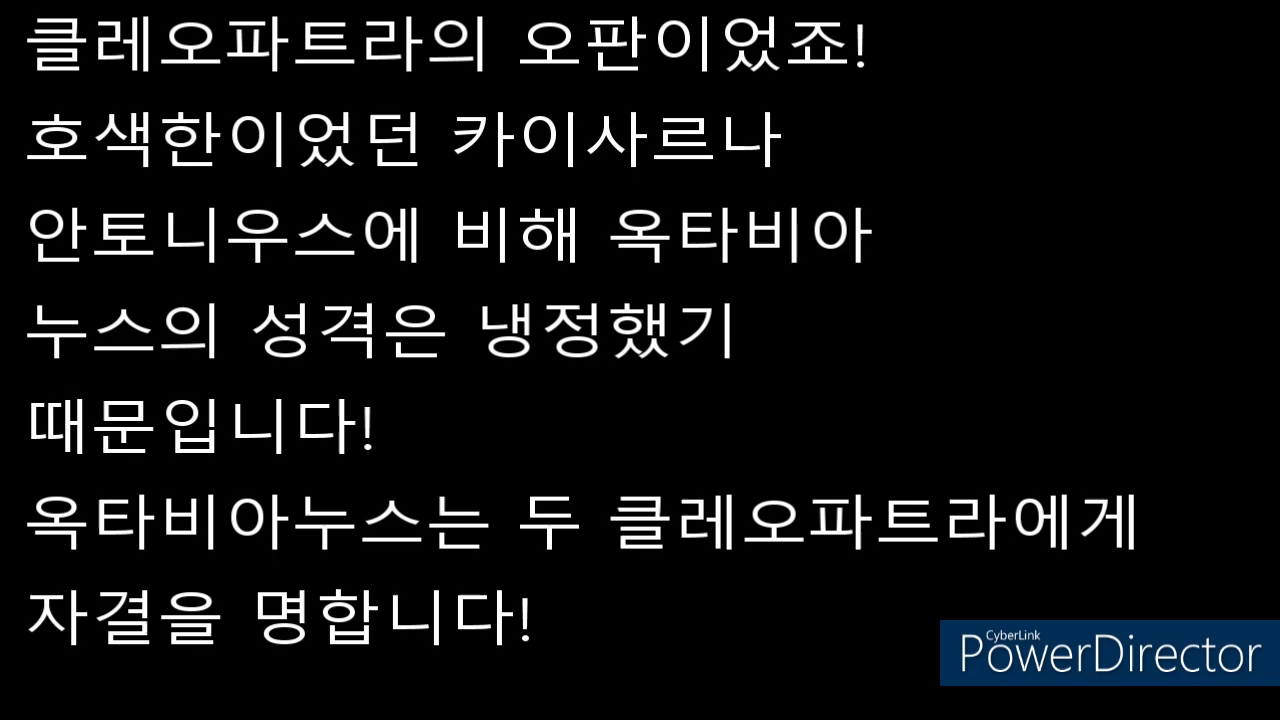 클레오파트라의 오판이었죠!
호색한이었던 카이사르나
안토니우스에 비해 옥타비아
누스의 성격은 냉정했기
때문입니다!
옥타비아누스는 두 클레오파트라에게
자결을 명합니다!
CyberLink
PowerDirector